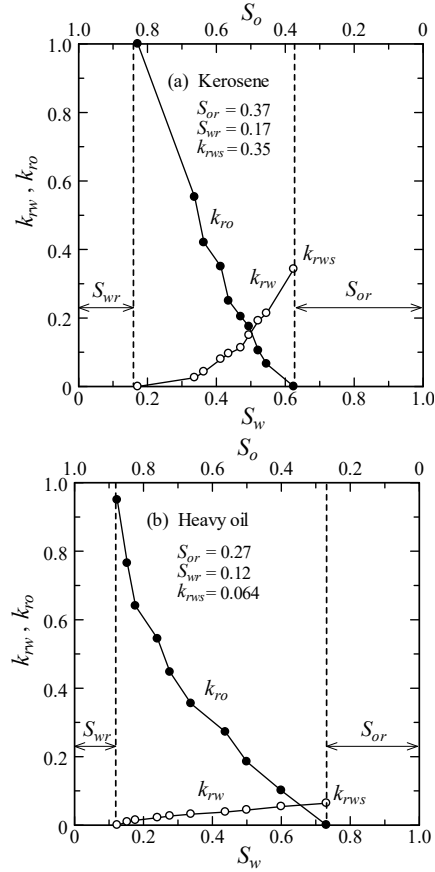 S_o
1.0 0.8 0.6 0.4 0.2 0
1.0
(a) Kerosene
S_or = 0.37
S_wr = 0.17
k_rws = 0.35
0.8
0.6
k_rw , k_ro
k_ro
0.4
k_rws
k_rw
S_wr
S_or
0.2
0
0 0.2 0.4 0.6 0.8 1.0
S_w
S_o
1.0 0.8 0.6 0.4 0.2 0
1.0
(b) Heavy oil
S_or = 0.27
S_wr = 0.12
k_rws = 0.064
0.8
0.6
k_rw , k_ro
k_ro
0.4
S_wr
S_or
0.2
k_rw
k_rws
0
0 0.2 0.4 0.6 0.8 1.0
S_w